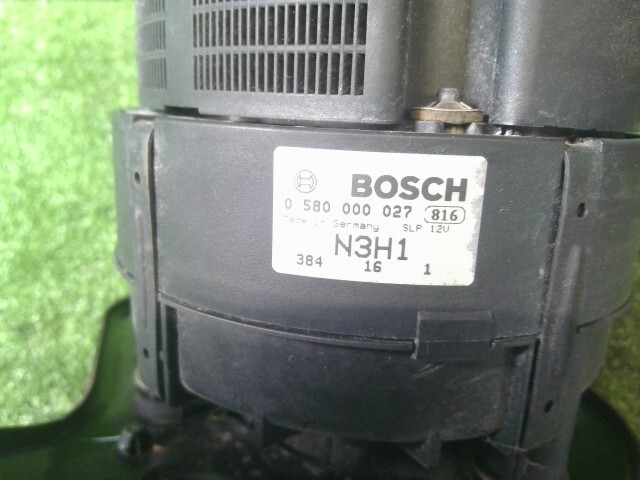 BOSCH
0 580 000 027 816
Made in Germany SLP 12V
N3H1
384 16 1